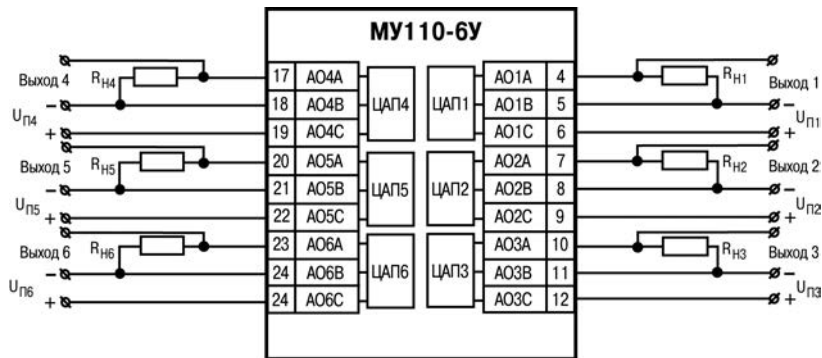 МУ110-6У
Выход 4 R_H4 17 AO4A ЦАП4 ЦАП1 AO1A 4 R_H1 Выход 1
U_П4 − 18 AO4B AO1B 5 − U_П1
+ 19 AO4C AO1C 6 +
Выход 5 R_H5 20 AO5A ЦАП5 ЦАП2 AO2A 7 R_H2 Выход 2
U_П5 − 21 AO5B AO2B 8 − U_П2
+ 22 AO5C AO2C 9 +
Выход 6 R_H6 23 AO6A ЦАП6 ЦАП3 AO3A 10 R_H3 Выход 3
U_П6 − 24 AO6B AO3B 11 − U_П3
+ 24 AO6C AO3C 12 +